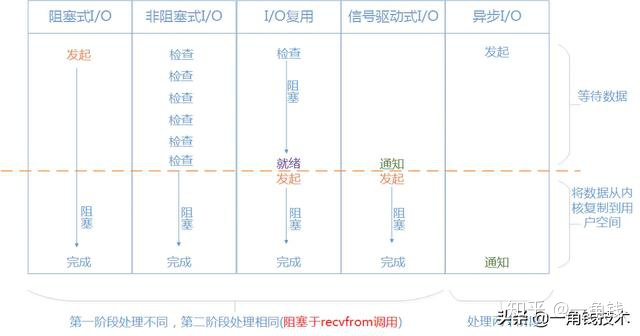 阻塞式I/O
非阻塞式I/O
I/O复用
信号驱动式I/O
异步I/O
发起
检查
检查
发起
检查
检查
阻塞
等待数据
检查
检查
检查
就绪
通知
发起
发起
将数据从内
核复制到用
户空间
阻塞
阻塞
阻塞
阻塞
完成
完成
完成
完成
通知
第一阶段处理不同，第二阶段处理相同(阻塞于recvfrom调用)
处理
知乎 @一角钱
头条@一角钱技术